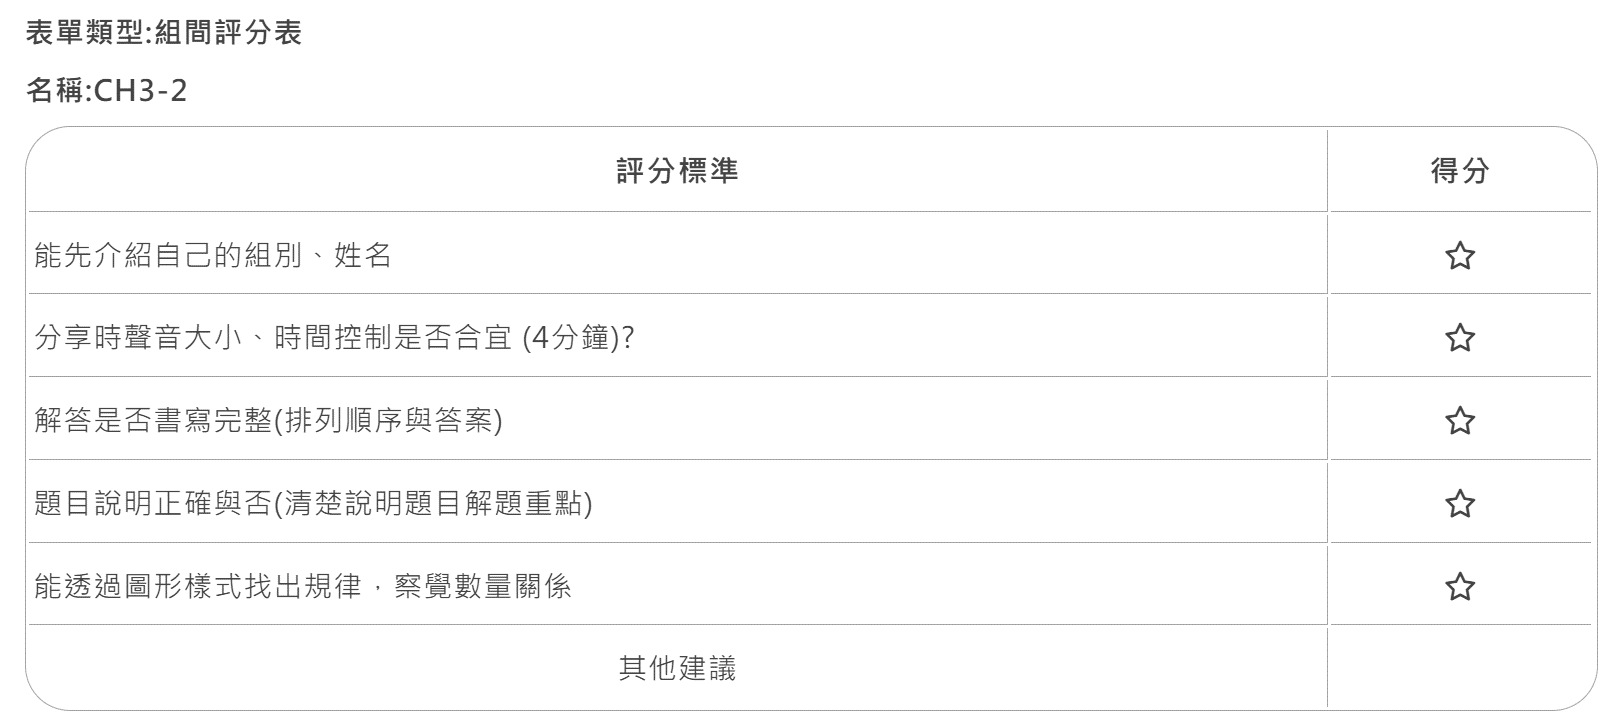 表單類型:組間評分表
名稱:CH3-2
評分標準 得分
能先介紹自己的組別、姓名 ☆
分享時聲音大小、時間控制是否合宜 (4分鐘)? ☆
解答是否書寫完整(排列順序與答案) ☆
題目說明正確與否(清楚說明題目解題重點) ☆
能透過圖形樣式找出規律，察覺數量關係 ☆
其他建議